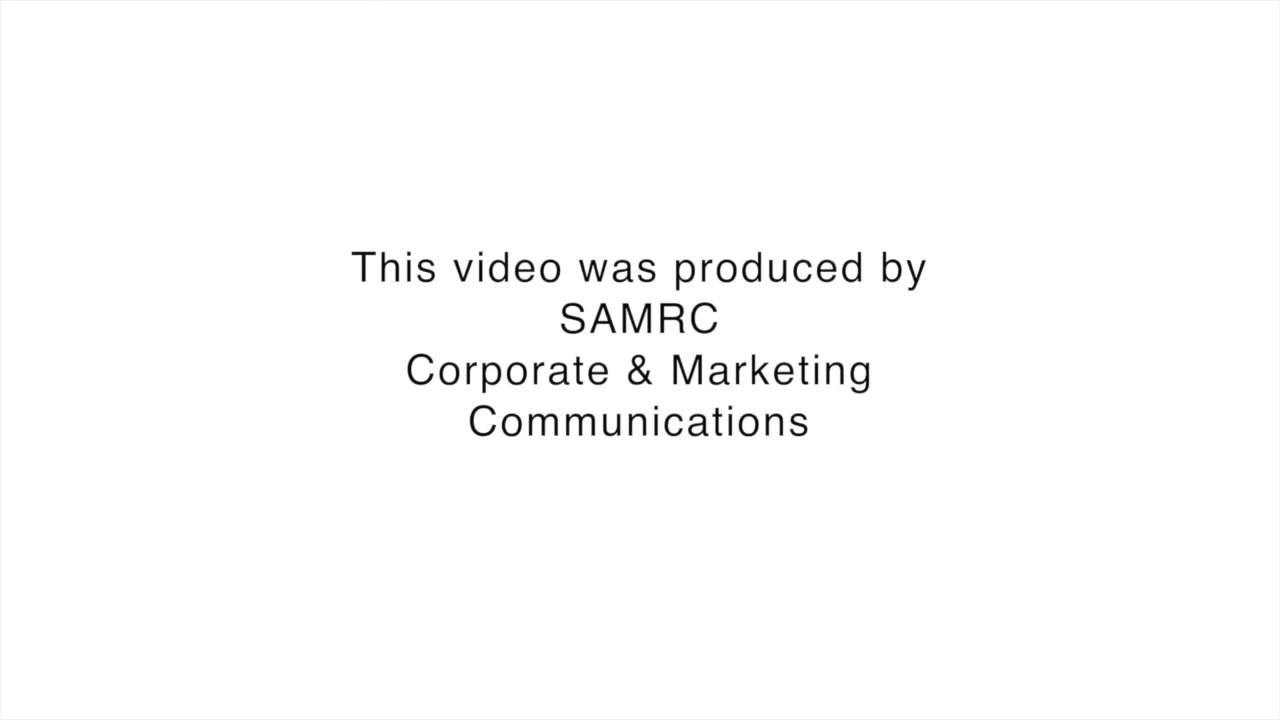 This video was produced by
SAMRC
Corporate & Marketing
Communications